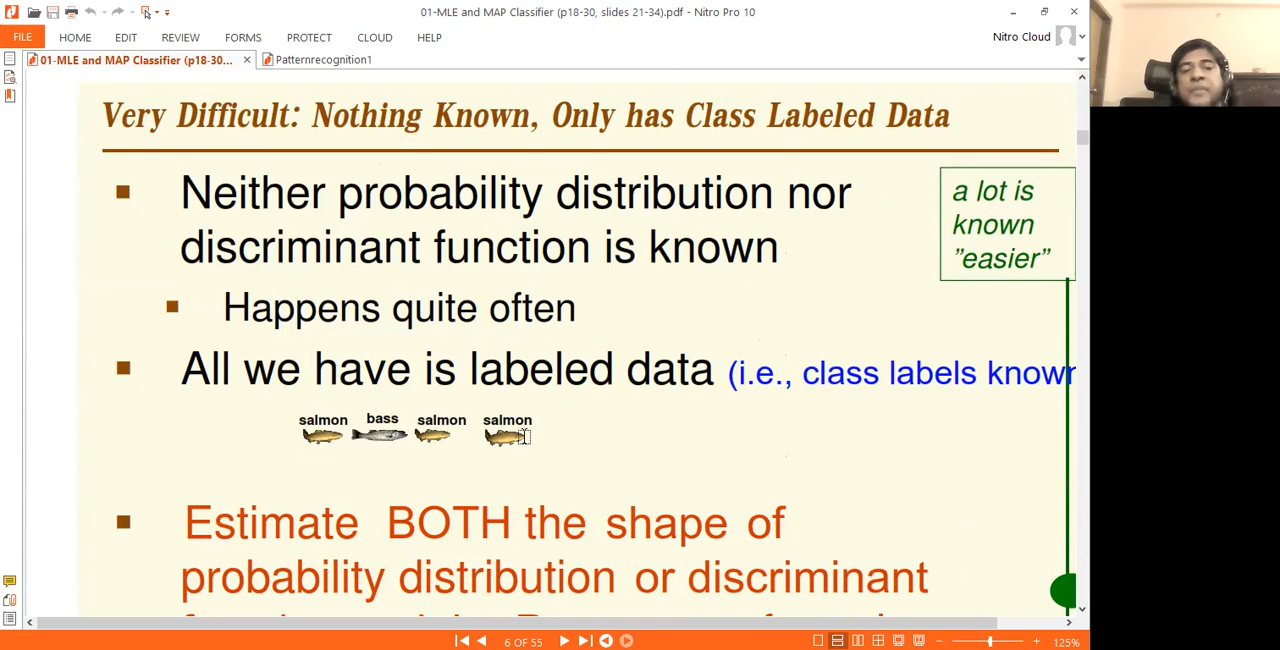 01-MLE and MAP Classifier (p18-30, slides 21-34).pdf - Nitro Pro 10
FILE HOME EDIT REVIEW FORMS PROTECT CLOUD HELP Nitro Cloud
01-MLE and MAP Classifier (p18-30... Patternrecognition1
Very Difficult: Nothing Known, Only has Class Labeled Data
Neither probability distribution nor
discriminant function is known
a lot is
known
”easier”
Happens quite often
All we have is labeled data (i.e., class labels known
salmon bass salmon salmon
Estimate BOTH the shape of
probability distribution or discriminant
6 OF 55
125%